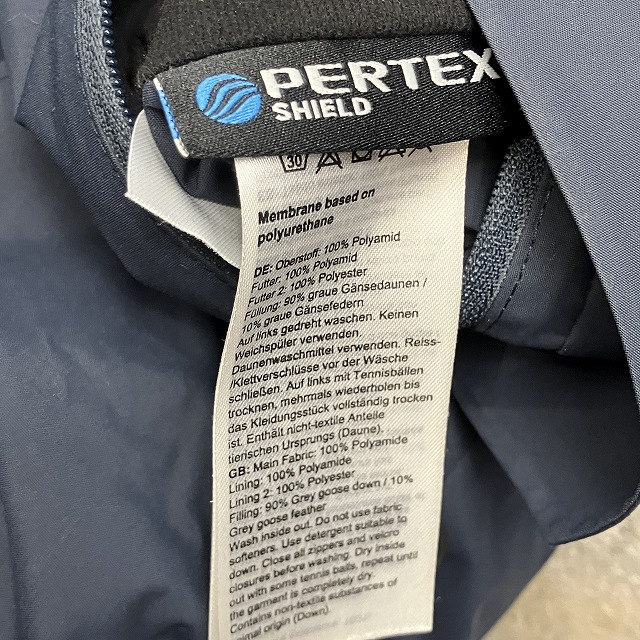 PERTEX
SHIELD
30
Membrane based on
polyurethane
DE: Oberstoff: 100% Polyamid
Futter: 100% Polyamid
Futter 2: 100% Polyester
Füllung: 90% graue Gänsedaunen /
10% graue Gänsefedern
Auf links gedreht waschen. Keinen
Weichspüler verwenden.
Daunenwaschmittel verwenden. Reiss-
/Klettverschlüsse vor der Wäsche
schließen. Auf links mit Tennisbällen
trocknen, mehrmals wiederholen bis
das Kleidungsstück vollständig trocken
ist. Enthält nicht-textile Anteile
tierischen Ursprungs (Daune).
GB: Main Fabric: 100% Polyamide
Lining: 100% Polyamide
Lining 2: 100% Polyester
Filling: 90% Grey goose down / 10%
Grey goose feather
Wash inside out. Do not use fabric
softeners. Use detergent suitable to
down. Close all zippers and velcro
closures before washing. Dry inside
out with some tennis balls, repeat until
the garment is completely dry.
Contains non-textile substances of
animal origin (Down).